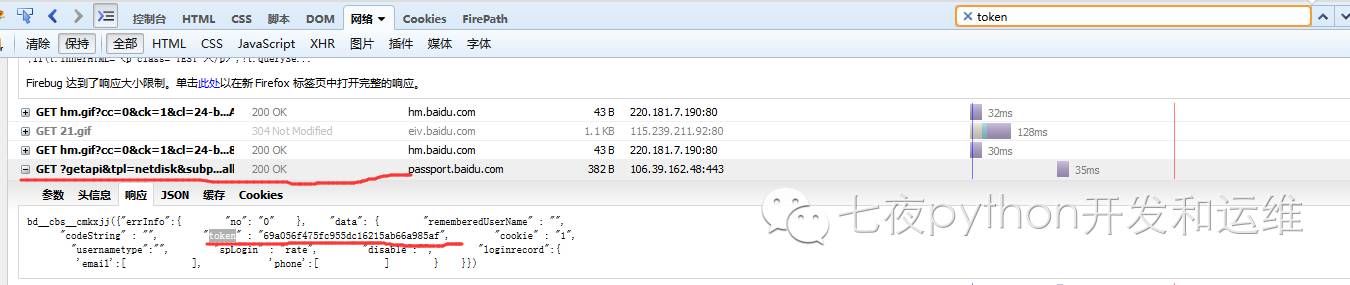 控制台 HTML CSS 脚本 DOM 网络 Cookies FirePath token
清除 保持 全部 HTML CSS JavaScript XHR 图片 插件 媒体 字体
Firebug 达到了响应大小限制。单击此处以在新 Firefox 标签页中打开完整的响应。
GET hm.gif?cc=0&ck=1&cl=24-b...A 200 OK hm.baidu.com 43 B 220.181.7.190:80 32ms
GET 21.gif 304 Not Modified eiv.baidu.com 1.1 KB 115.239.211.92:80 128ms
GET hm.gif?cc=0&ck=1&cl=24-b...8 200 OK hm.baidu.com 43 B 220.181.7.190:80 30ms
GET ?getapi&tpl=netdisk&subp...all 200 OK passport.baidu.com 382 B 106.39.162.48:443 35ms
参数 头信息 响应 JSON 缓存 Cookies
bd__cbs__cmkxjj({"errInfo":{ "no": "0" }, "data": { "rememberedUserName" : "",
"codeString" : "", "token" : "69a056f475fc955dc16215ab66a985af", "cookie" : "1",
"usernametype":"", "spLogin" : "rate", "disable" : "", "loginrecord":{
'email':[ ], 'phone':[ ] } }})
七夜python开发和运维